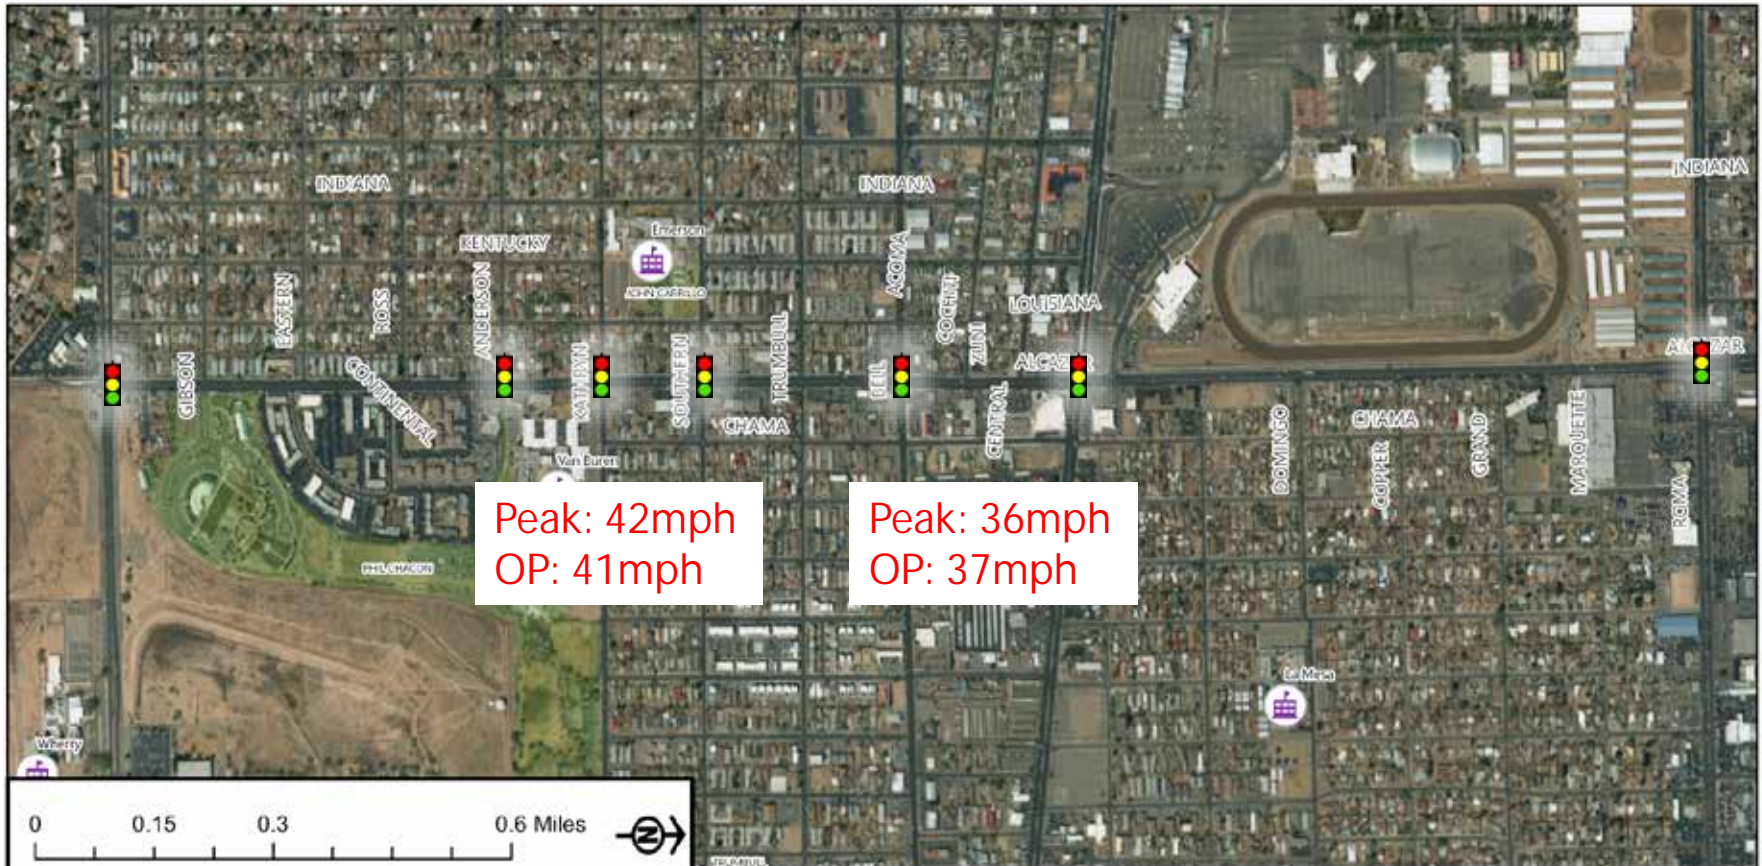 INDIANA
INDIANA
INDIANA
KENTUCKY
Emerson
JOHN CARRILLO
EASTERN
ROSS
ANDERSON
ACOMA
COCHITI
ZUNI
LOUISIANA
ALCAZAR
ALCAZAR
GIBSON
CONTINENTAL
KATHRYN
SOUTHERN
TRUMBULL
BELL
CHAMA
CENTRAL
DOMINGO
CHAMA
COPPER
GRAND
MARQUETTE
ROMA
Van Buren
Peak: 42mph
OP: 41mph
Peak: 36mph
OP: 37mph
PHIL CHACON
La Mesa
Wherry
0 0.15 0.3 0.6 Miles
N
TRUMBULL